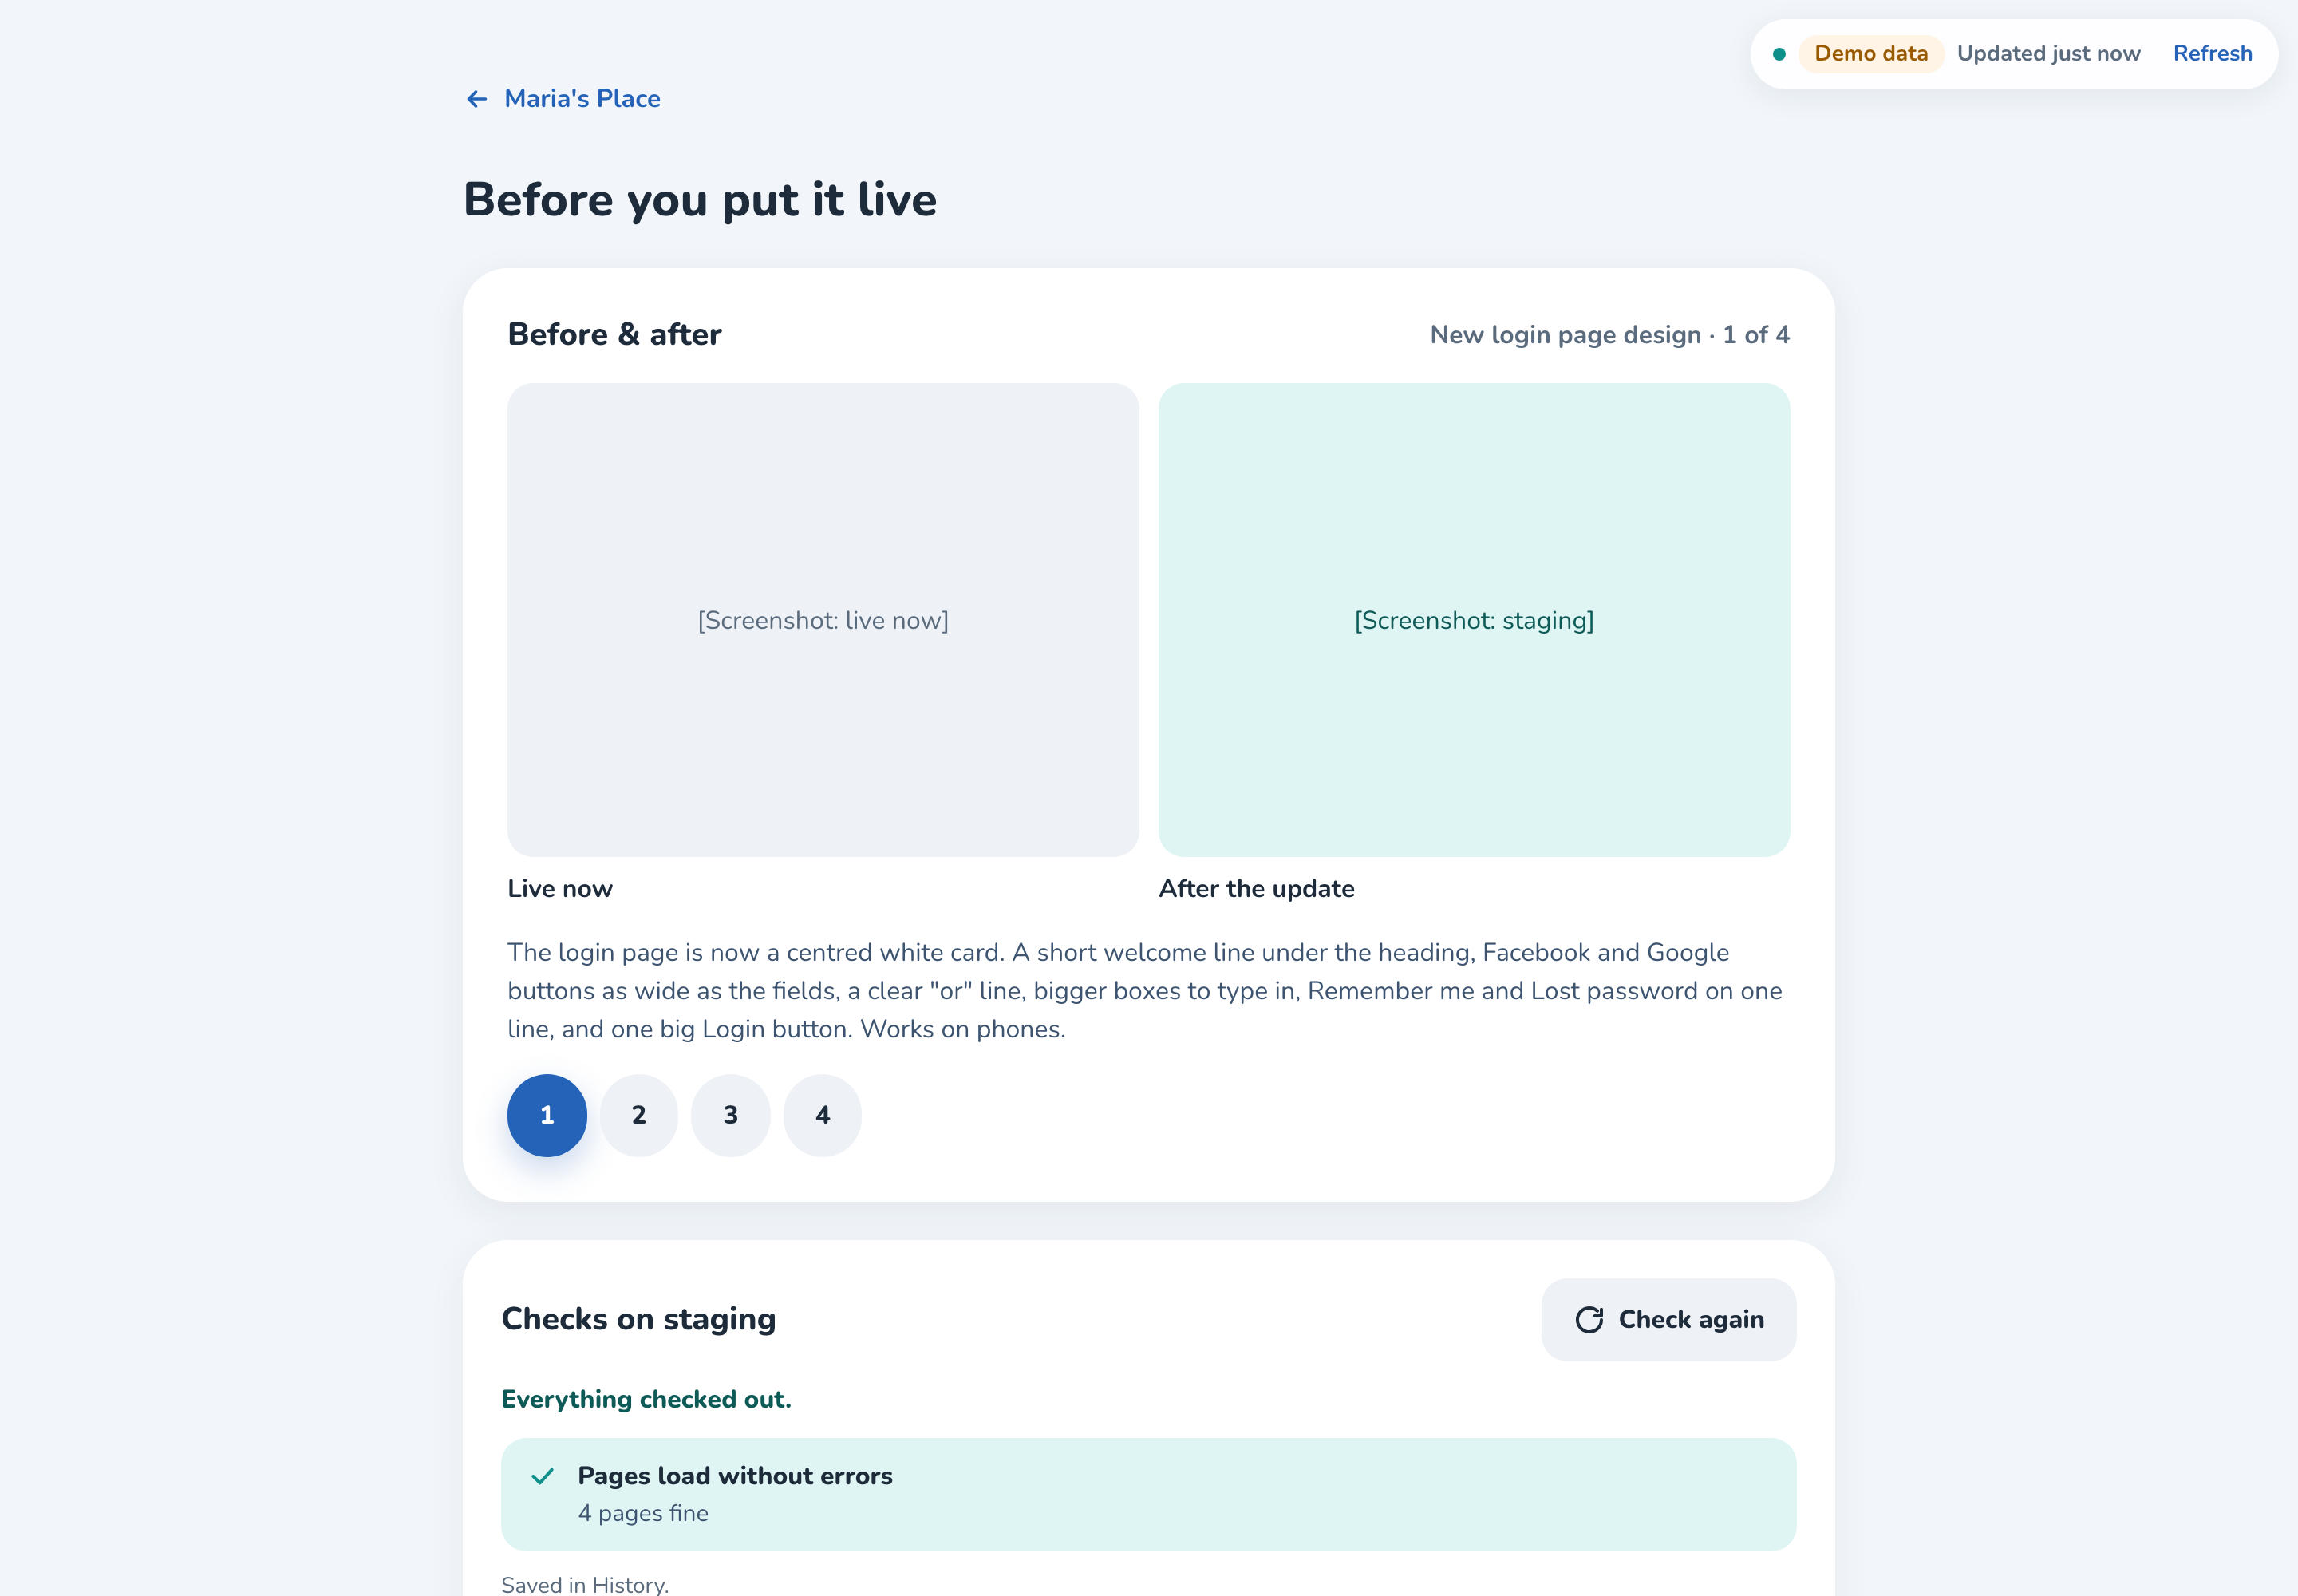 Demo data Updated just now Refresh
Maria's Place
Before you put it live
Before & after
New login page design · 1 of 4
[Screenshot: live now]
[Screenshot: staging]
Live now
After the update
The login page is now a centred white card. A short welcome line under the heading, Facebook and Google
buttons as wide as the fields, a clear "or" line, bigger boxes to type in, Remember me and Lost password on one
line, and one big Login button. Works on phones.
1 2 3 4
Checks on staging
Check again
Everything checked out.
Pages load without errors
4 pages fine
Saved in History.